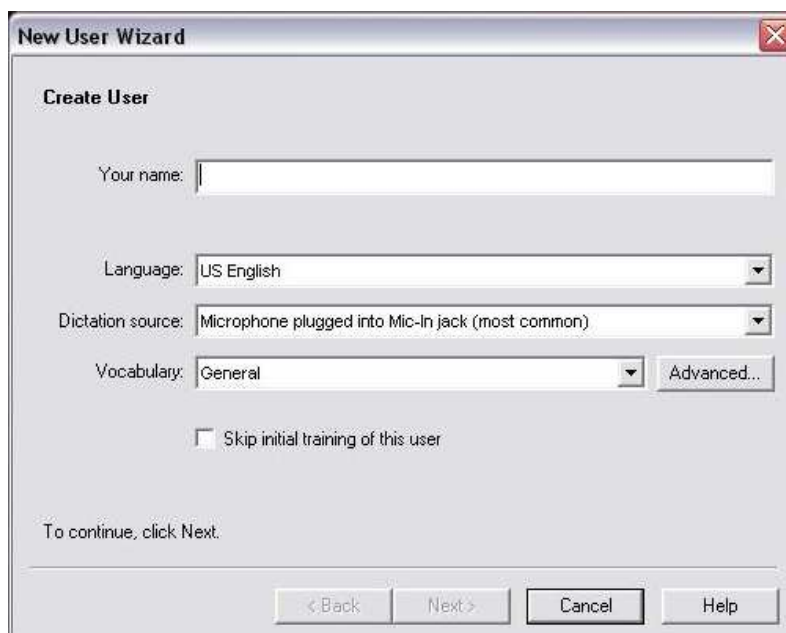 New User Wizard
Create User
Your name:
Language: US English
Dictation source: Microphone plugged into Mic-In jack (most common)
Vocabulary: General Advanced...
Skip initial training of this user
To continue, click Next.
< Back Next > Cancel Help